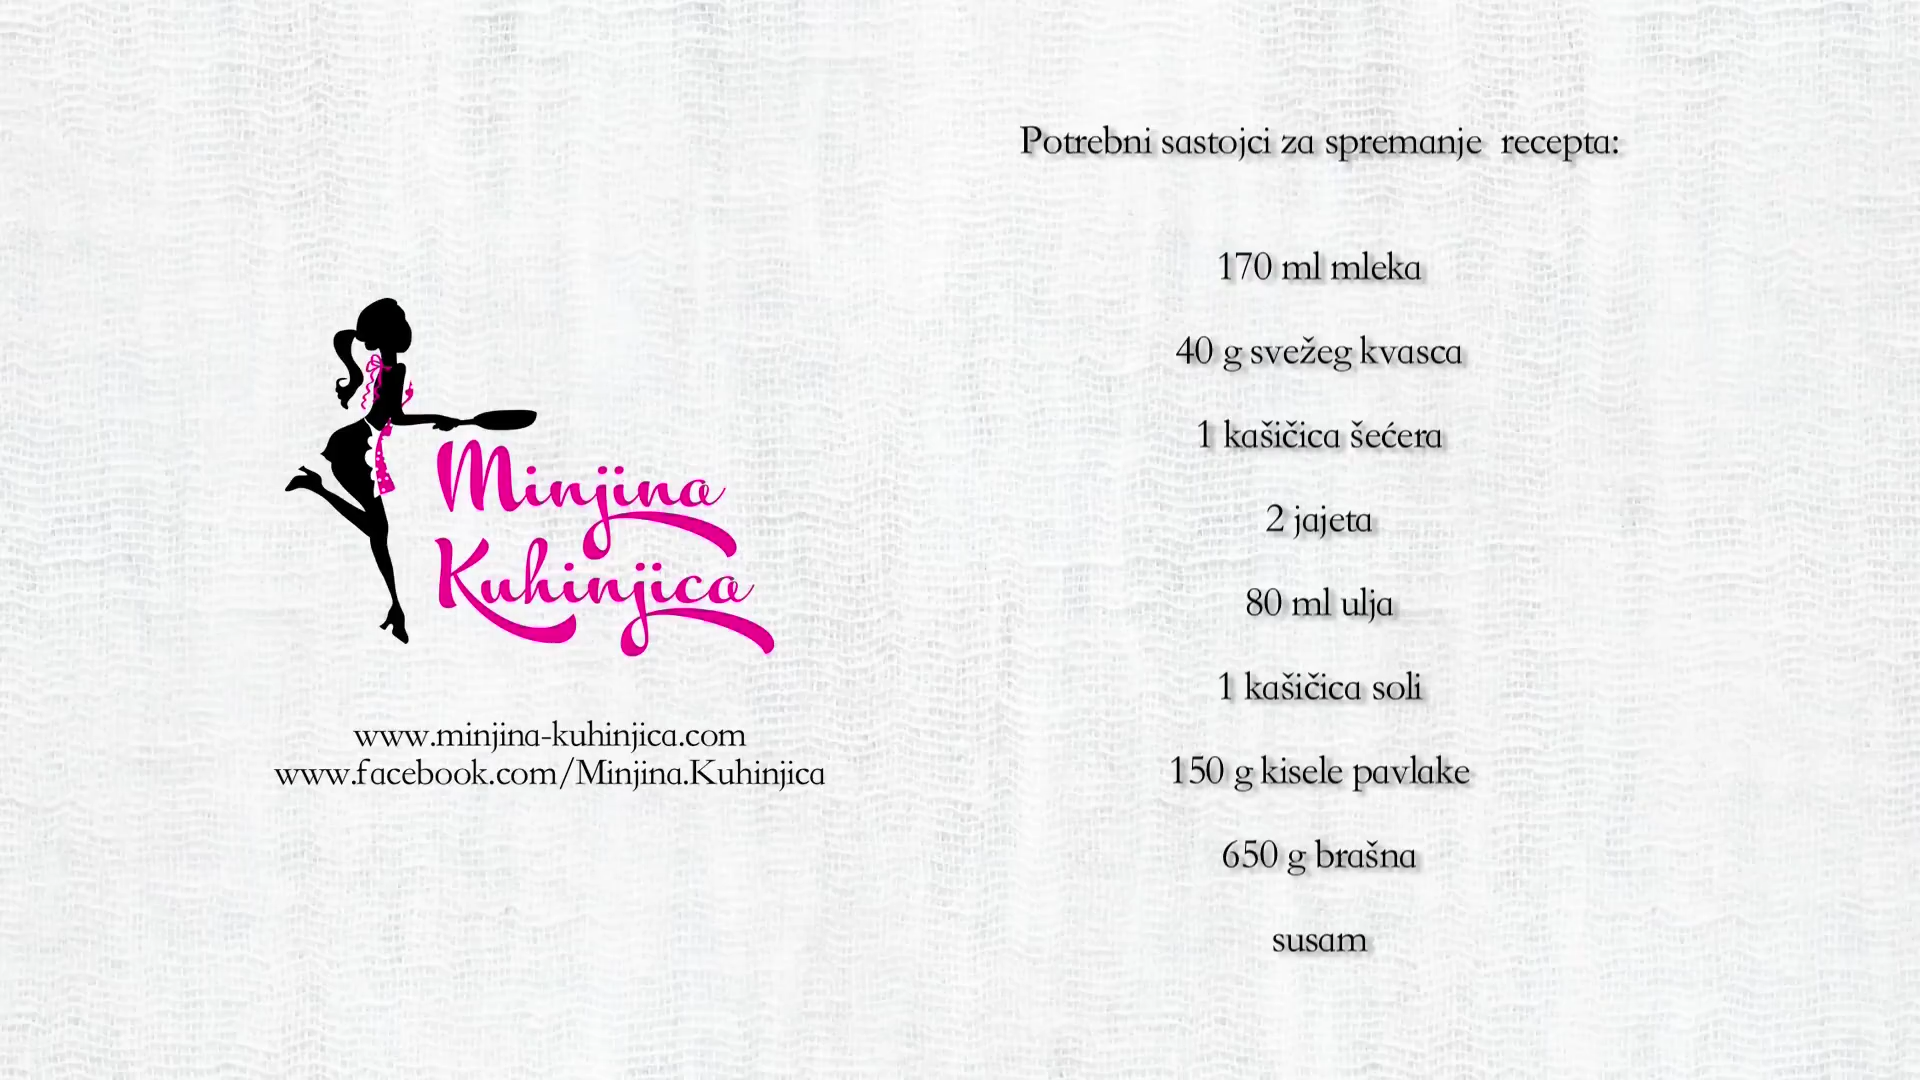 Minjina
Kuhinjica
www.minjina-kuhinjica.com
www.facebook.com/Minjina.Kuhinjica
Potrebni sastojci za spremanje recepta:
170 ml mleka
40 g svežeg kvasca
1 kašičica šećera
2 jajeta
80 ml ulja
1 kašičica soli
150 g kisele pavlake
650 g brašna
susam